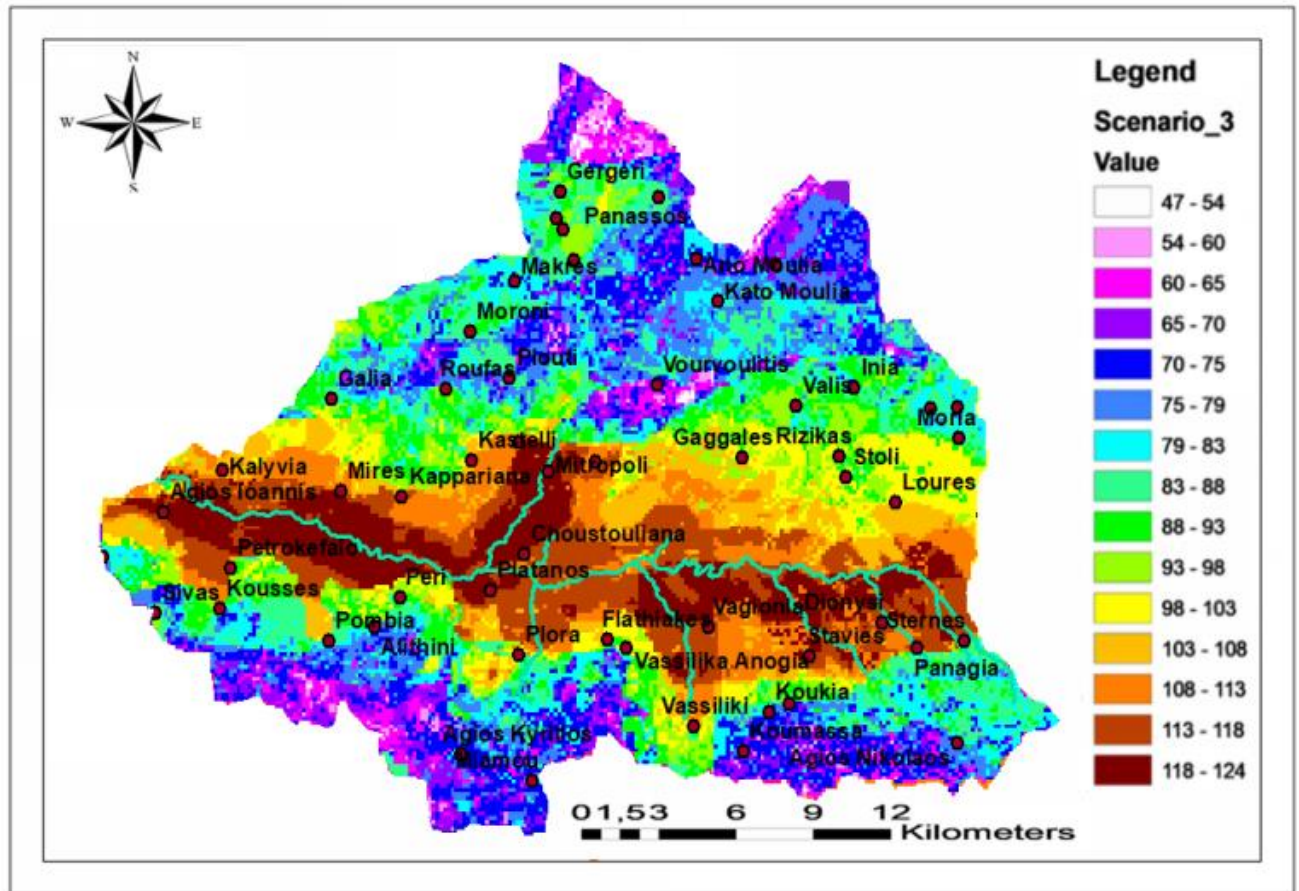 N
W E
S
Legend
Scenario_3
Value
47 - 54
54 - 60
60 - 65
65 - 70
70 - 75
75 - 79
79 - 83
83 - 88
88 - 93
93 - 98
98 - 103
103 - 108
108 - 113
113 - 118
118 - 124
Gergeri
Panassos
Makres
Ano Moulia
Kato Moulia
Moroni
Plouti
Roufas
Galia
Vourvoulitis
Inia
Valis
Kastelli
Gaggales
Rizikas
Kalyvia
Mires
Kappariana
Mitropoli
Stoli
Loures
Agios Ioannis
Choustouliana
Petrokefalo
Peri
Platanos
Sivas
Kousses
Pombia
Alithini
Plora
Flathiakes
Vagionia
Dionysi
Sternes
Stavies
Vassilika Anogia
Panagia
Vassiliki
Koukia
Agios Kyrillos
Miamou
Koumassa
Agios Nikolaos
0 1,5 3 6 9 12
Kilometers